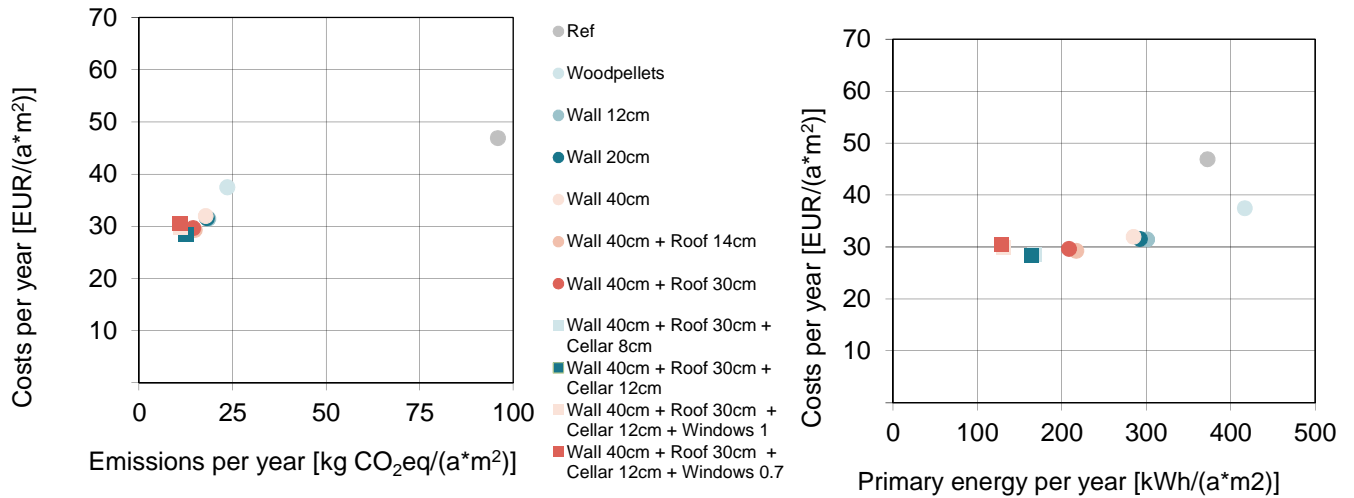 Costs per year [EUR/(a*m²)]
70
60
50
40
30
20
10
0
25
50
75
100
Emissions per year [kg CO₂eq/(a*m²)]
Ref
Woodpellets
Wall 12cm
Wall 20cm
Wall 40cm
Wall 40cm + Roof 14cm
Wall 40cm + Roof 30cm
Wall 40cm + Roof 30cm +
Cellar 8cm
Wall 40cm + Roof 30cm +
Cellar 12cm
Wall 40cm + Roof 30cm +
Cellar 12cm + Windows 1
Wall 40cm + Roof 30cm +
Cellar 12cm + Windows 0.7
Costs per year [EUR/(a*m²)]
70
60
50
40
30
20
10
0
100
200
300
400
500
Primary energy per year [kWh/(a*m2)]